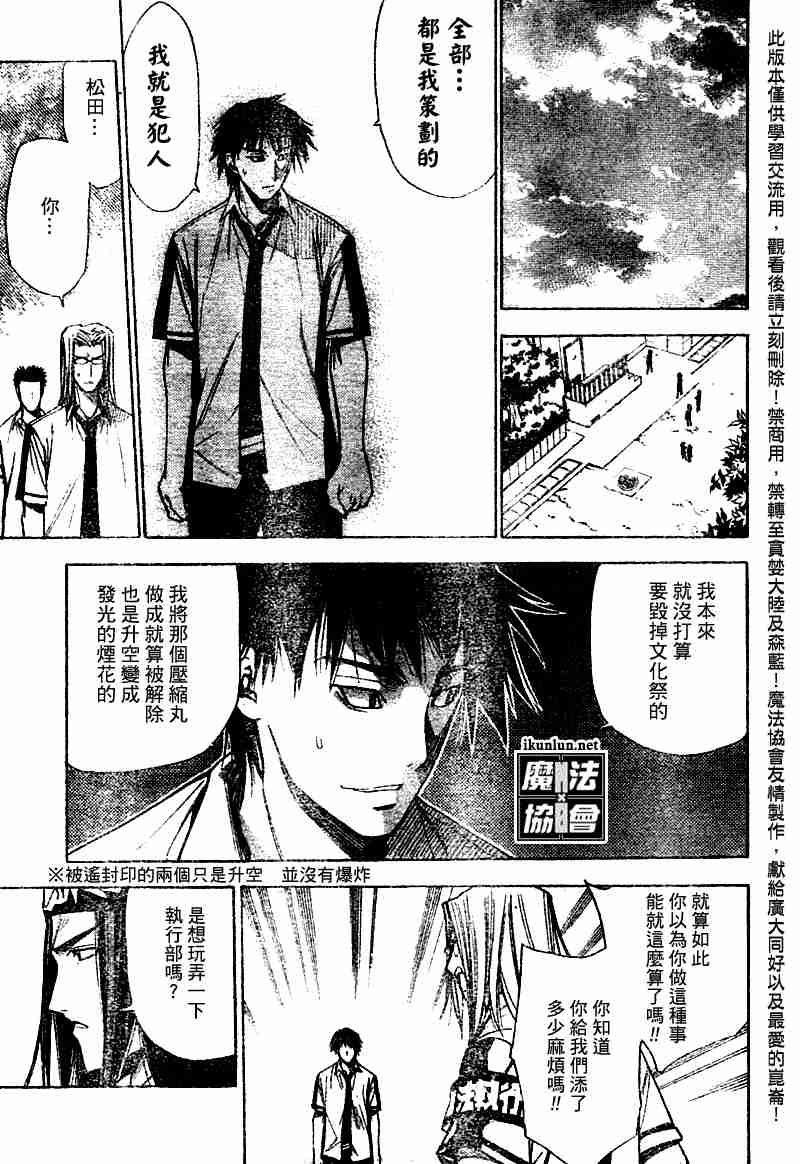 全部…
都是我策劃的
我就是犯人
松田…
你…
我本來
就沒打算
要毀掉文化祭的
我將那個壓縮丸
做成就算被解除
也是升空變成
發光的煙花的
ikunlun.net
魔法
協會
※被遙封印的兩個只是升空　並沒有爆炸
就算如此
你以為你做這種事
能就這麼算了嗎!!
你知道
你給我們添了
多少麻煩嗎!!
執行
是想玩弄一下
執行部嗎？
此版本僅供學習交流用，觀看後請立刻刪除！禁商用，禁轉至貪婪大陸及森藍！魔法協會友情製作，獻給廣大同好以及最愛的崑崙！